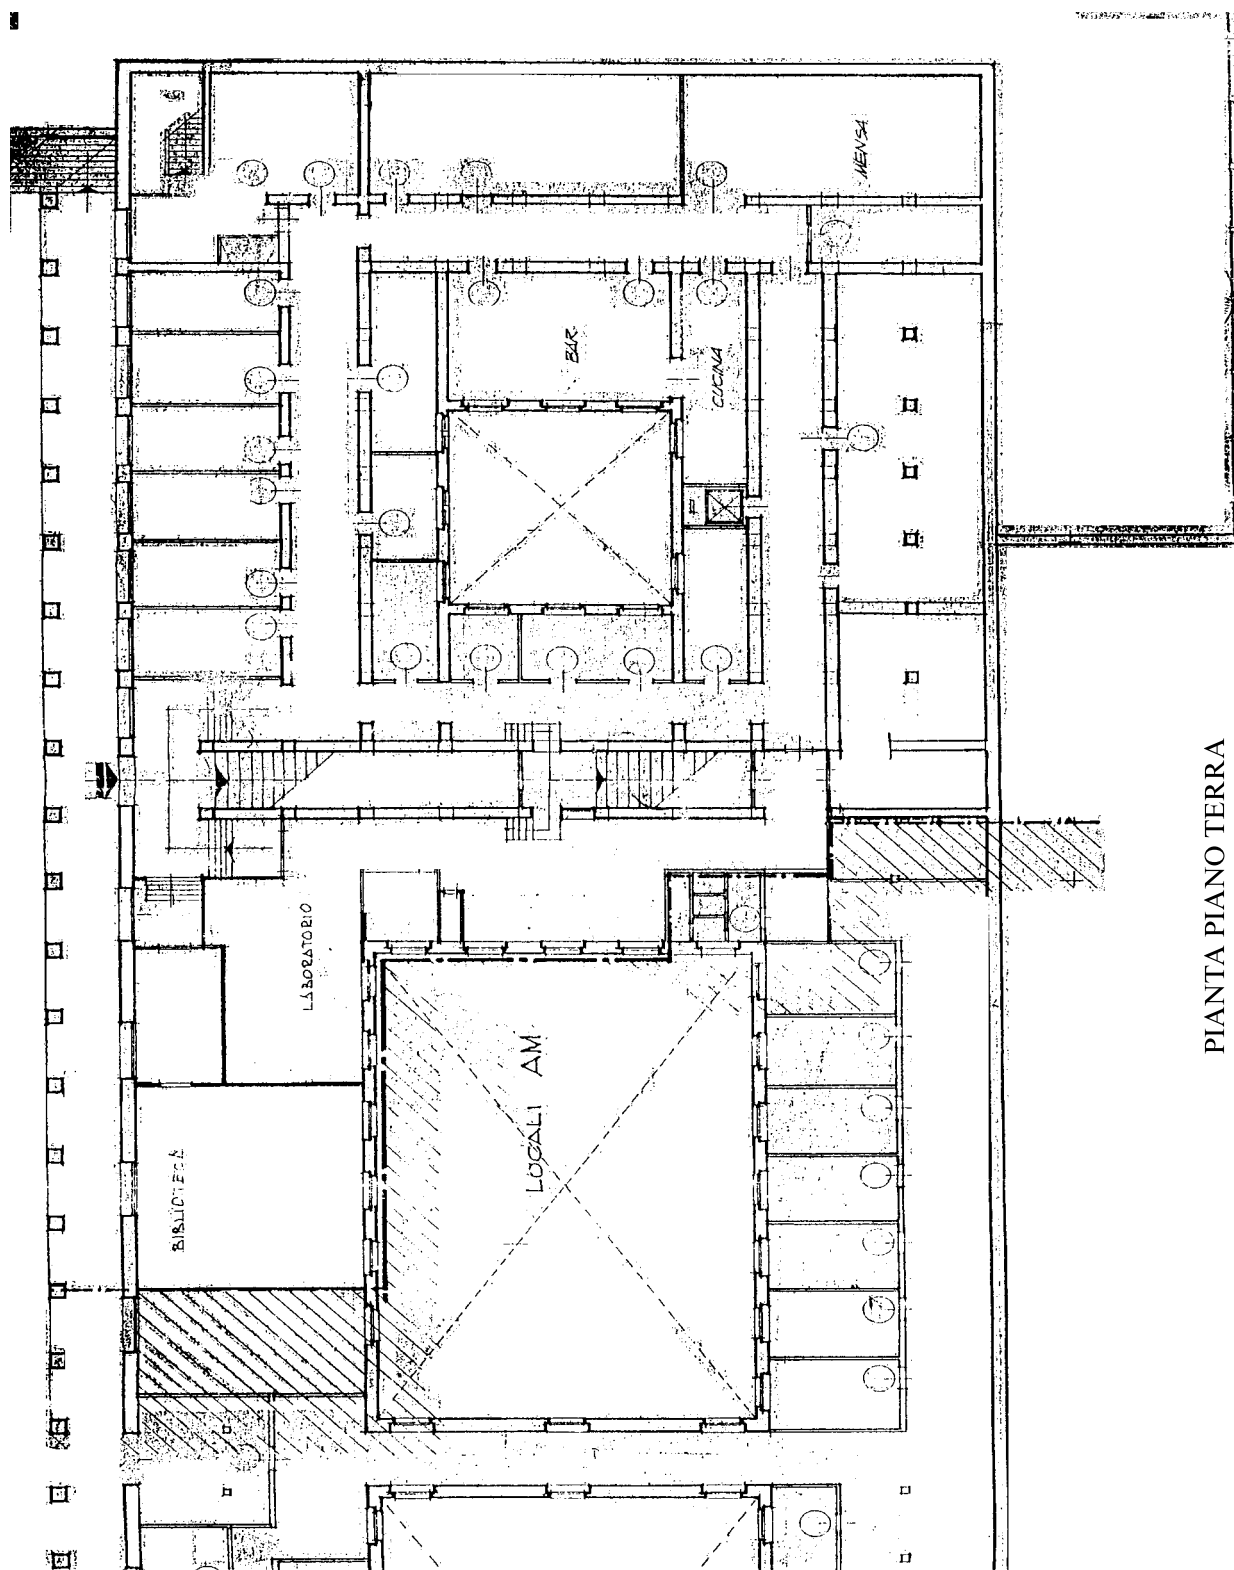 MENSA
BAR
CUCINA
LABORATORIO
LOCALI AM
BIBLIOTECA
PIANTA PIANO TERRA